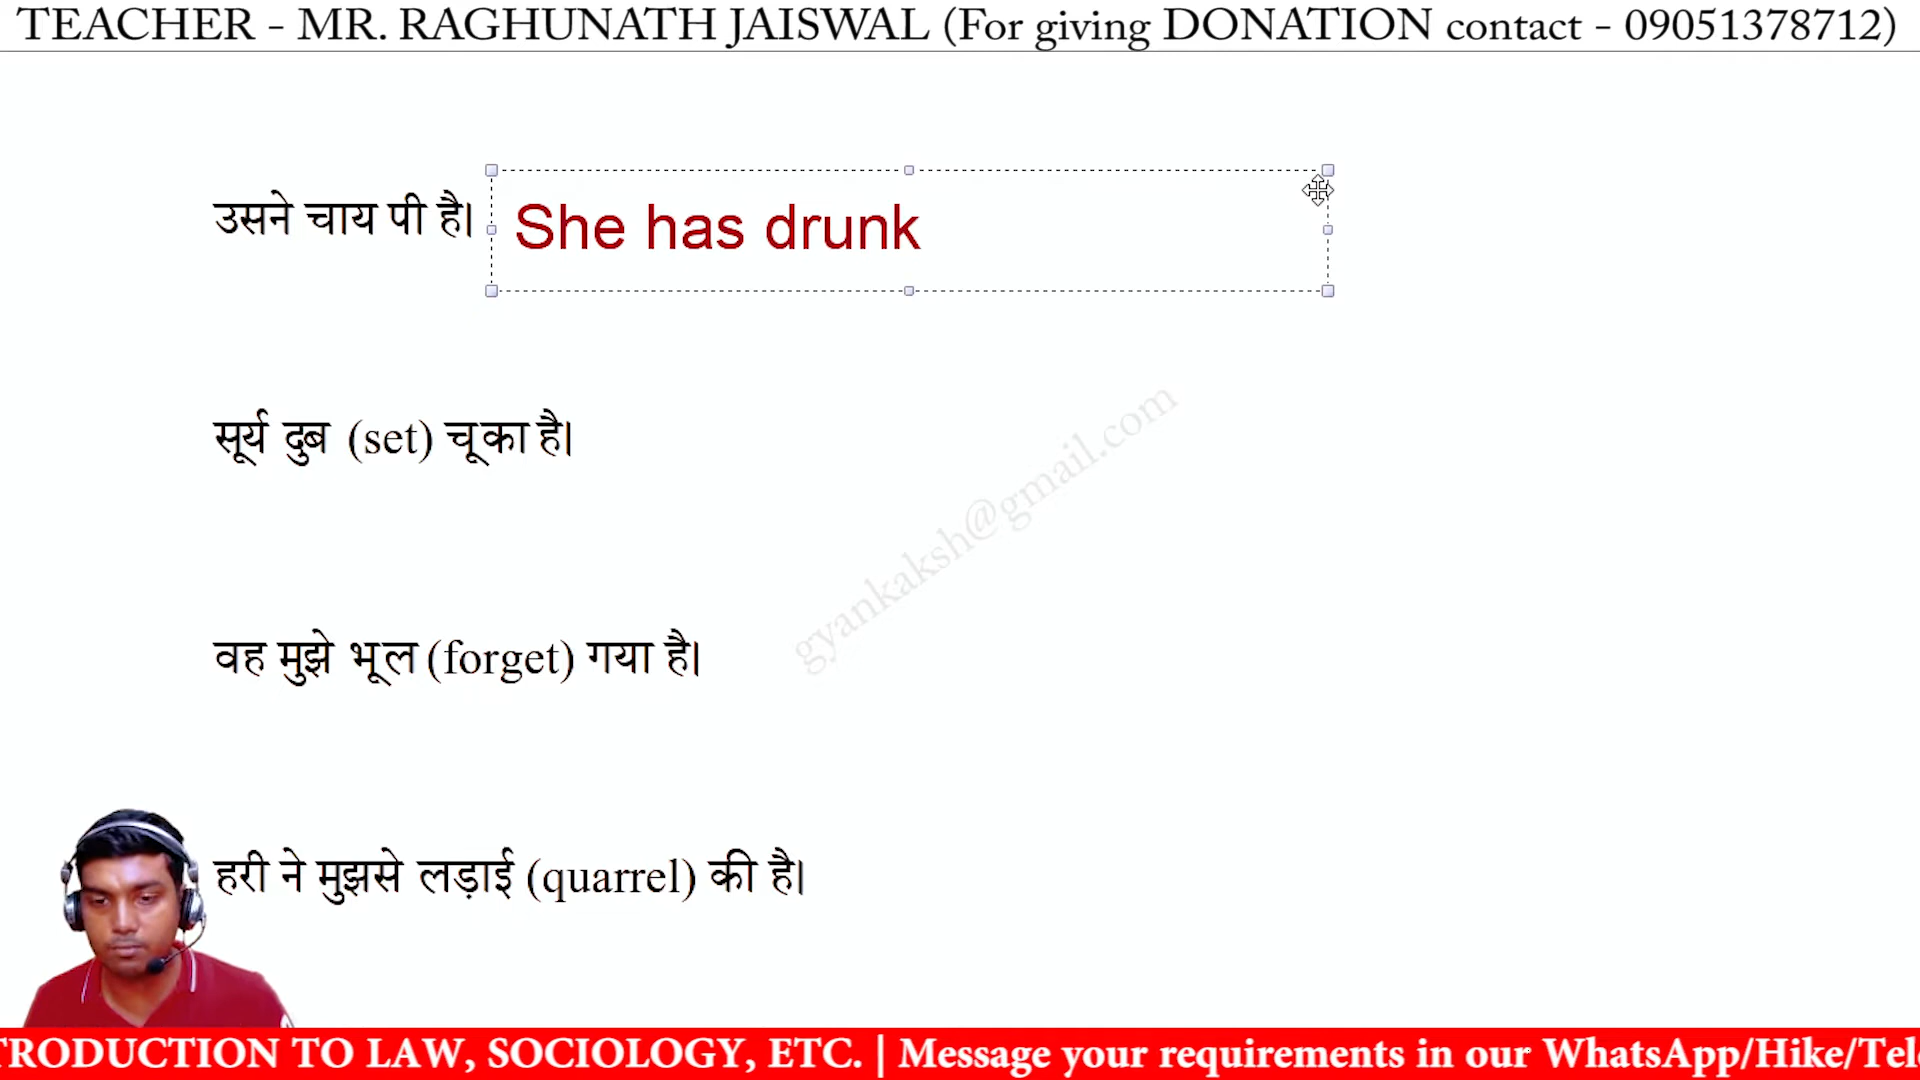 TEACHER - MR. RAGHUNATH JAISWAL (For giving DONATION contact - 09051378712)
उसने चाय पी है। She has drunk
सूर्य दुब (set) चूका है।
gyankaksh@gmail.com
वह मुझे भूल (forget) गया है।
हरी ने मुझसे लड़ाई (quarrel) की है।
TRODUCTION TO LAW, SOCIOLOGY, ETC. | Message your requirements in our WhatsApp/Hike/Tel